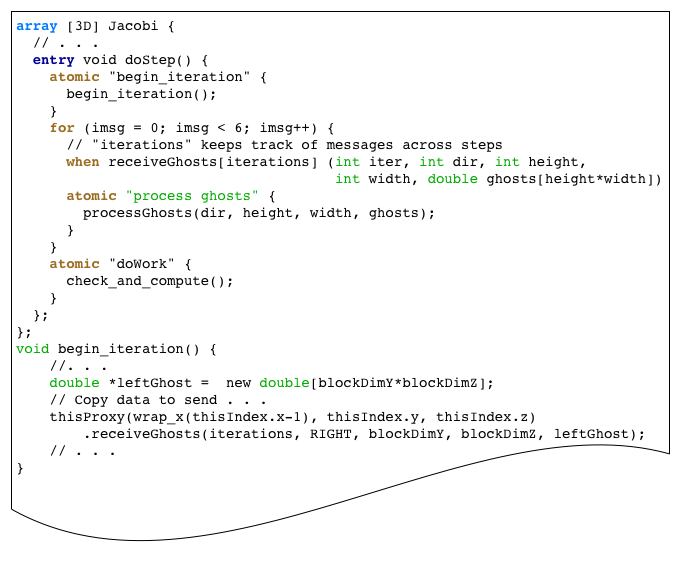 array [3D] Jacobi {
  // . . .
  entry void doStep() {
    atomic "begin_iteration" {
      begin_iteration();
    }
    for (imsg = 0; imsg < 6; imsg++) {
      // "iterations" keeps track of messages across steps
      when receiveGhosts[iterations] (int iter, int dir, int height,
                                      int width, double ghosts[height*width])
      atomic "process ghosts" {
        processGhosts(dir, height, width, ghosts);
      }
    }
    atomic "doWork" {
      check_and_compute();
    }
  };
};
void begin_iteration() {
    //. . .
    double *leftGhost =  new double[blockDimY*blockDimZ];
    // Copy data to send . . .
    thisProxy(wrap_x(thisIndex.x-1), thisIndex.y, thisIndex.z)
        .receiveGhosts(iterations, RIGHT, blockDimY, blockDimZ, leftGhost);
    // . . .
}